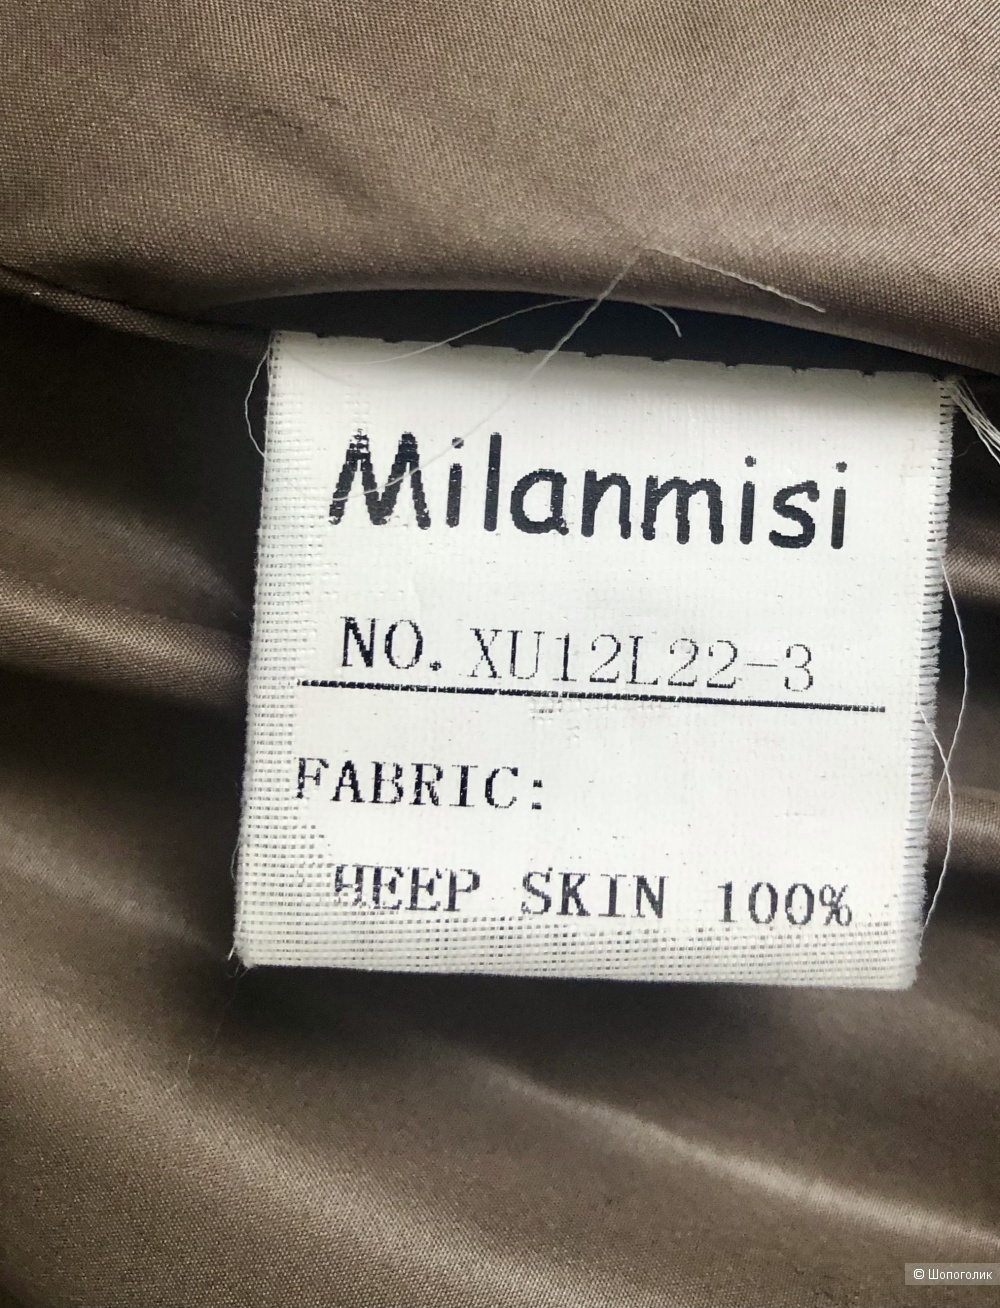 Milanmisi
NO. XU12L22-3
FABRIC:
HEEP SKIN 100%
© Шопоголик